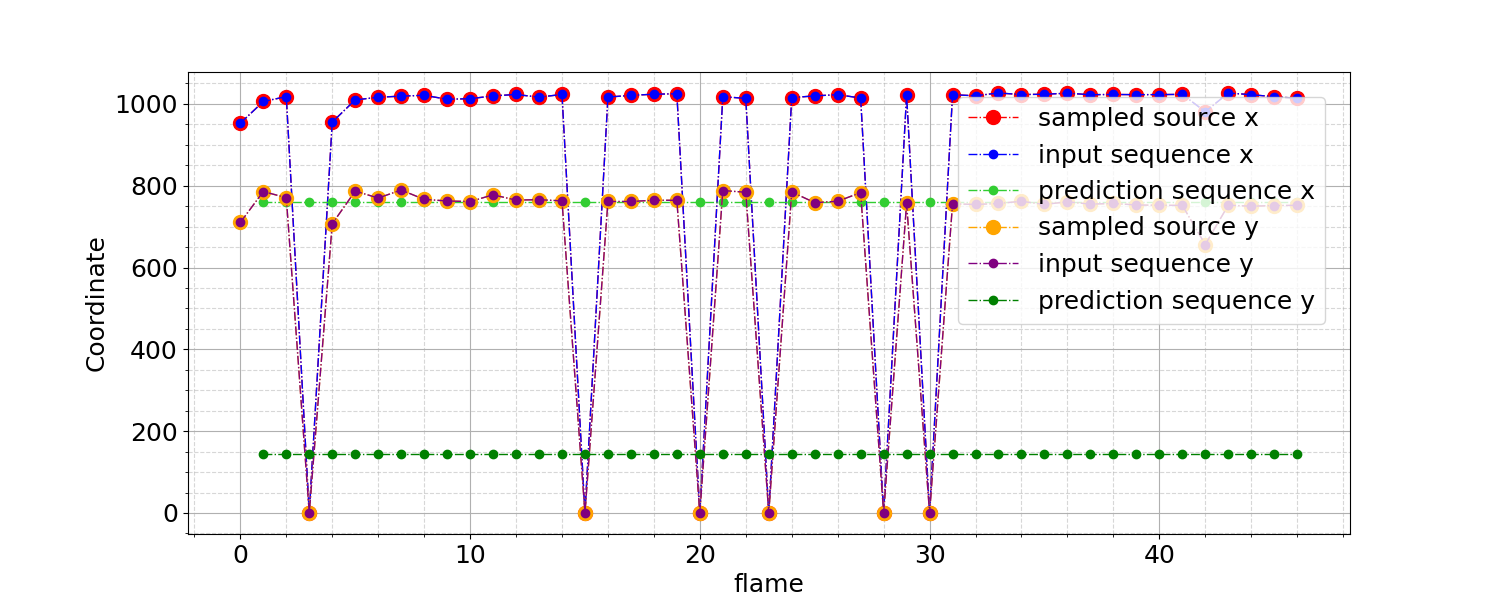 Coordinate
1000
800
600
400
200
0
sampled source x
input sequence x
prediction sequence x
sampled source y
input sequence y
prediction sequence y
0 10 20 30 40
flame